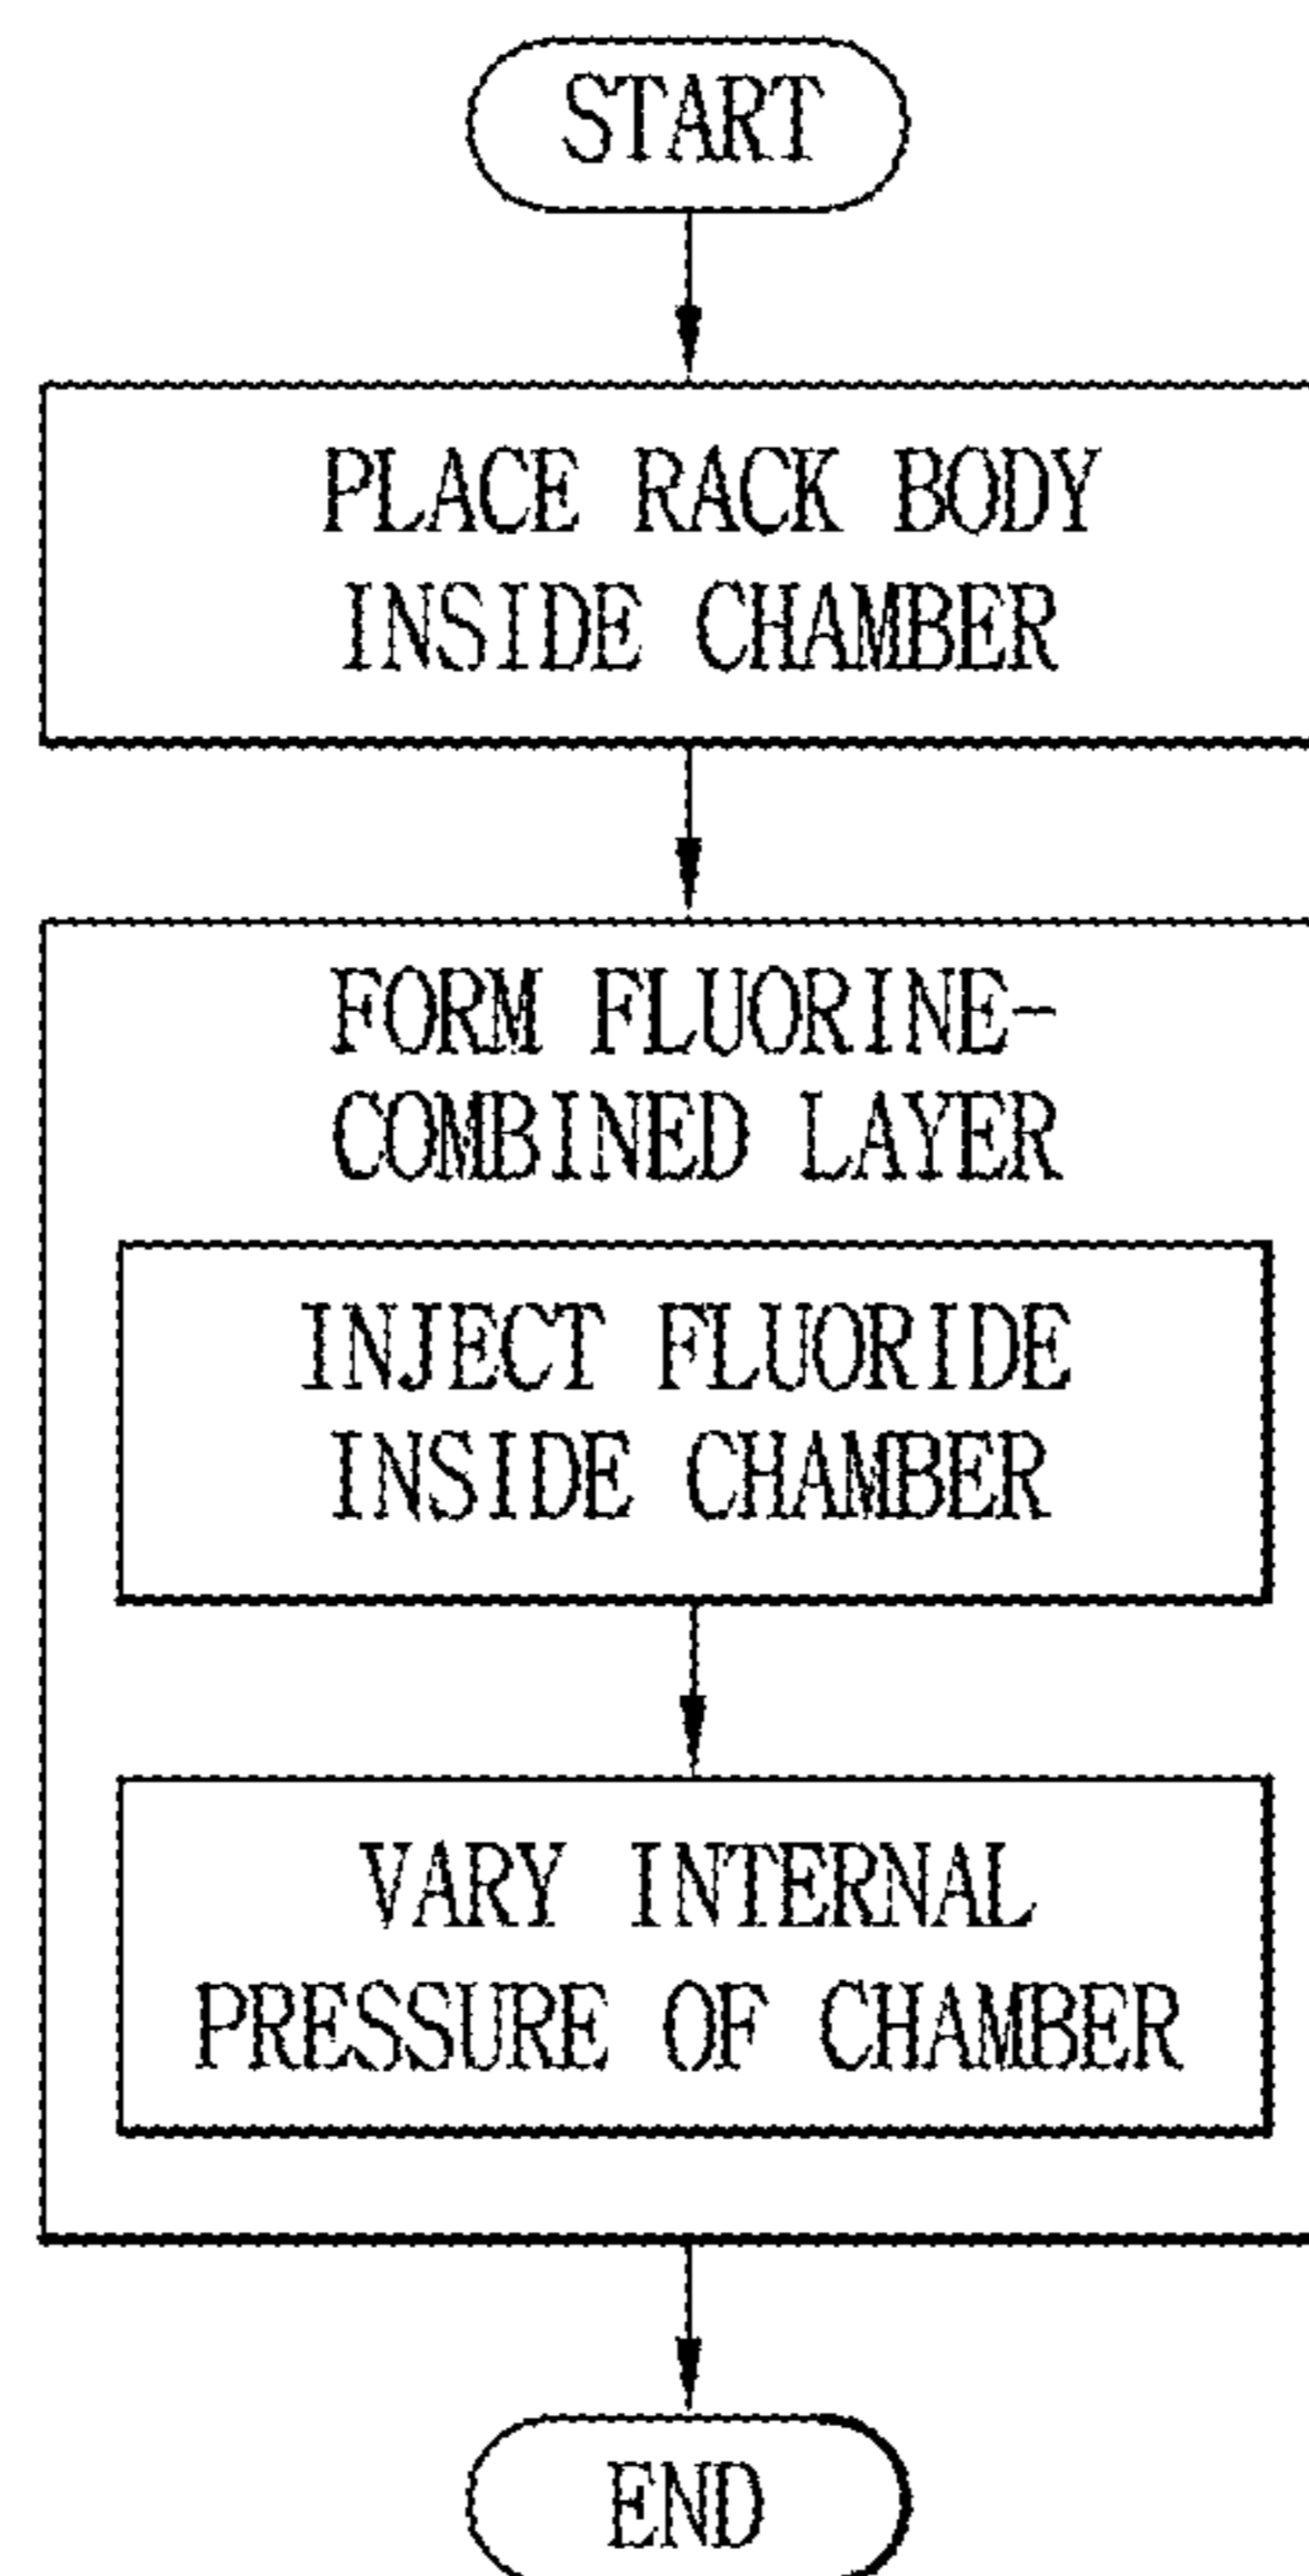 START
PLACE RACK BODY
INSIDE CHAMBER
FORM FLUORINE-
COMBINED LAYER
INJECT FLUORIDE
INSIDE CHAMBER
VARY INTERNAL
PRESSURE OF CHAMBER
END